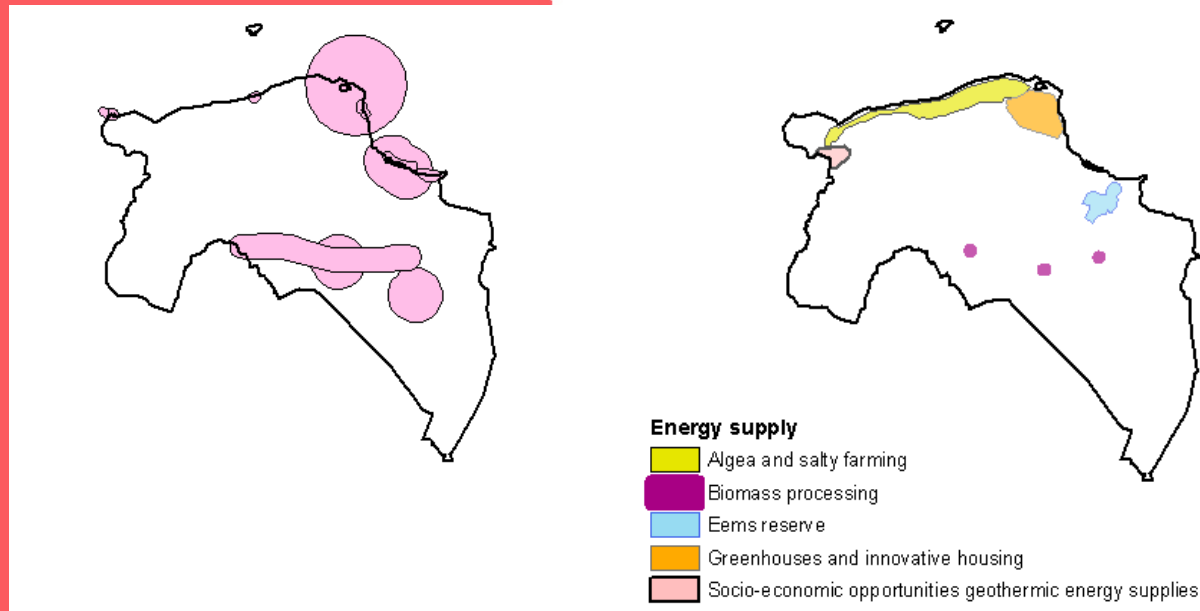 Energy supply
Algea and salty farming
Biomass processing
Eems reserve
Greenhouses and innovative housing
Socio-economic opportunities geothermic energy supplies